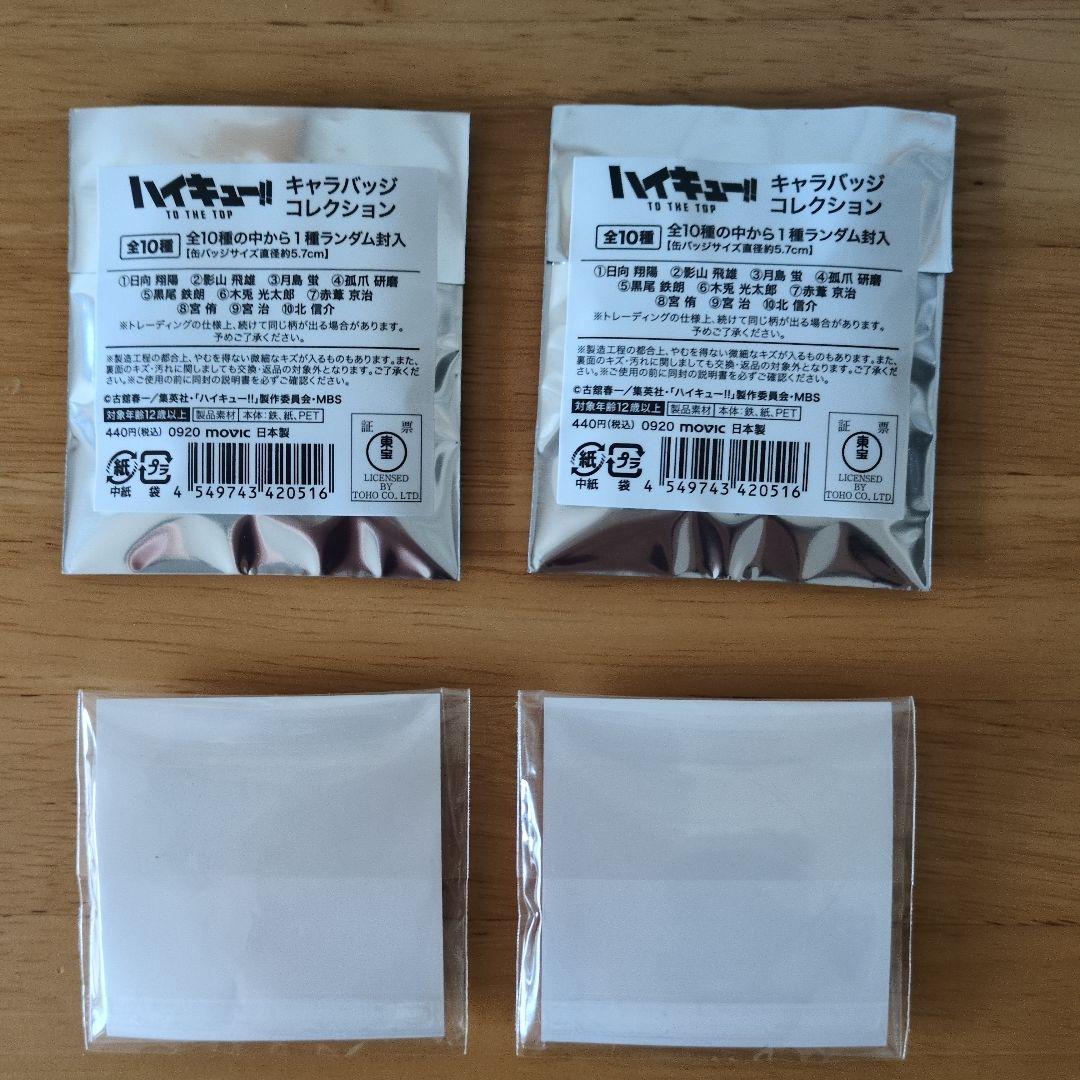 ハイキュー!!
TO THE TOP
キャラバッジ
コレクション
全10種
全10種の中から1種ランダム封入
【缶バッジサイズ直径約5.7cm】
①日向 翔陽 ②影山 飛雄 ③月島 蛍 ④孤爪 研磨
⑤黒尾 鉄朗 ⑥木兎 光太郎 ⑦赤葦 京治
⑧宮 侑 ⑨宮 治 ⑩北 信介
※トレーディングの仕様上、続けて同じ柄が出る場合があります。
予めご了承ください。
※製造工程の都合上、やむを得ない微細なキズが入るものもあります。また、
裏面のキズ・汚れに関しましても交換・返品の対象外となります。ご了承くだ
さい。※ご使用の前に同封の説明書を必ずご確認ください。
©古舘春一/集英社・「ハイキュー!!」製作委員会・MBS
対象年齢12歳以上 製品素材 本体:鉄、紙、PET
440円(税込) 0920 movic 日本製
紙 プラ
中紙 袋
4 549743 420516
証 票
東宝
LICENSED
BY
TOHO CO., LTD.
ハイキュー!!
TO THE TOP
キャラバッジ
コレクション
全10種
全10種の中から1種ランダム封入
【缶バッジサイズ直径約5.7cm】
①日向 翔陽 ②影山 飛雄 ③月島 蛍 ④孤爪 研磨
⑤黒尾 鉄朗 ⑥木兎 光太郎 ⑦赤葦 京治
⑧宮 侑 ⑨宮 治 ⑩北 信介
※トレーディングの仕様上、続けて同じ柄が出る場合があります。
予めご了承ください。
※製造工程の都合上、やむを得ない微細なキズが入るものもあります。また、
裏面のキズ・汚れに関しましても交換・返品の対象外となります。ご了承くだ
さい。※ご使用の前に同封の説明書を必ずご確認ください。
©古舘春一/集英社・「ハイキュー!!」製作委員会・MBS
対象年齢12歳以上 製品素材 本体:鉄、紙、PET
440円(税込) 0920 movic 日本製
紙 プラ
中紙 袋
4 549743 420516
証 票
東宝
LICENSED
BY
TOHO CO., LTD.